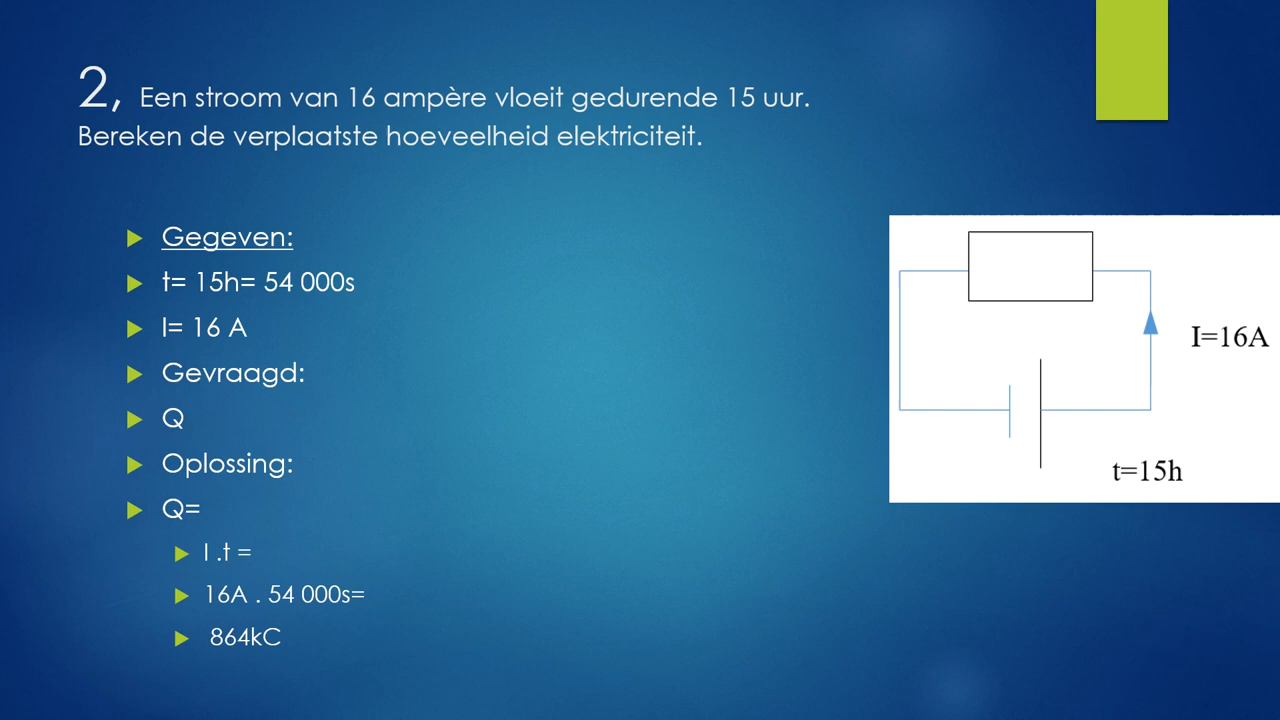 2, Een stroom van 16 ampère vloeit gedurende 15 uur.
Bereken de verplaatste hoeveelheid elektriciteit.
Gegeven:
t= 15h= 54 000s
I= 16 A
Gevraagd:
Q
Oplossing:
Q=
I .t =
16A . 54 000s=
864kC
I=16A
t=15h